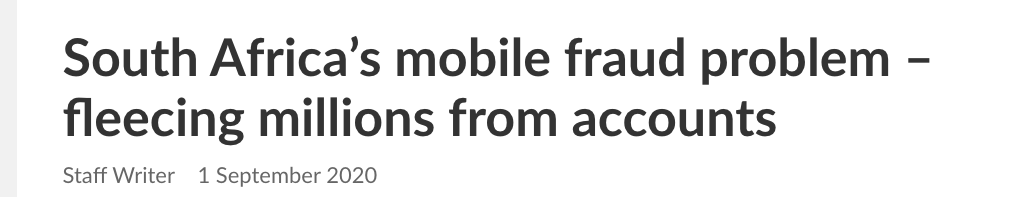 South Africa’s mobile fraud problem –
fleecing millions from accounts
Staff Writer 1 September 2020